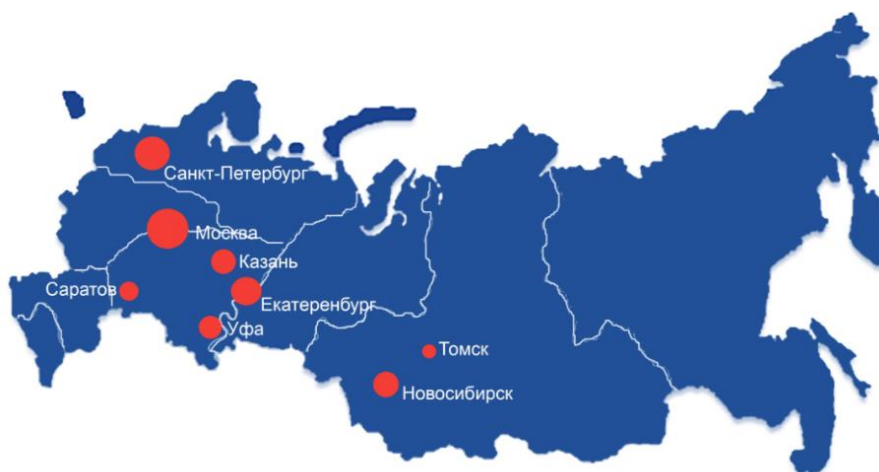 Санкт-Петербург
Москва
Казань
Саратов
Екатеренбург
Уфа
Томск
Новосибирск